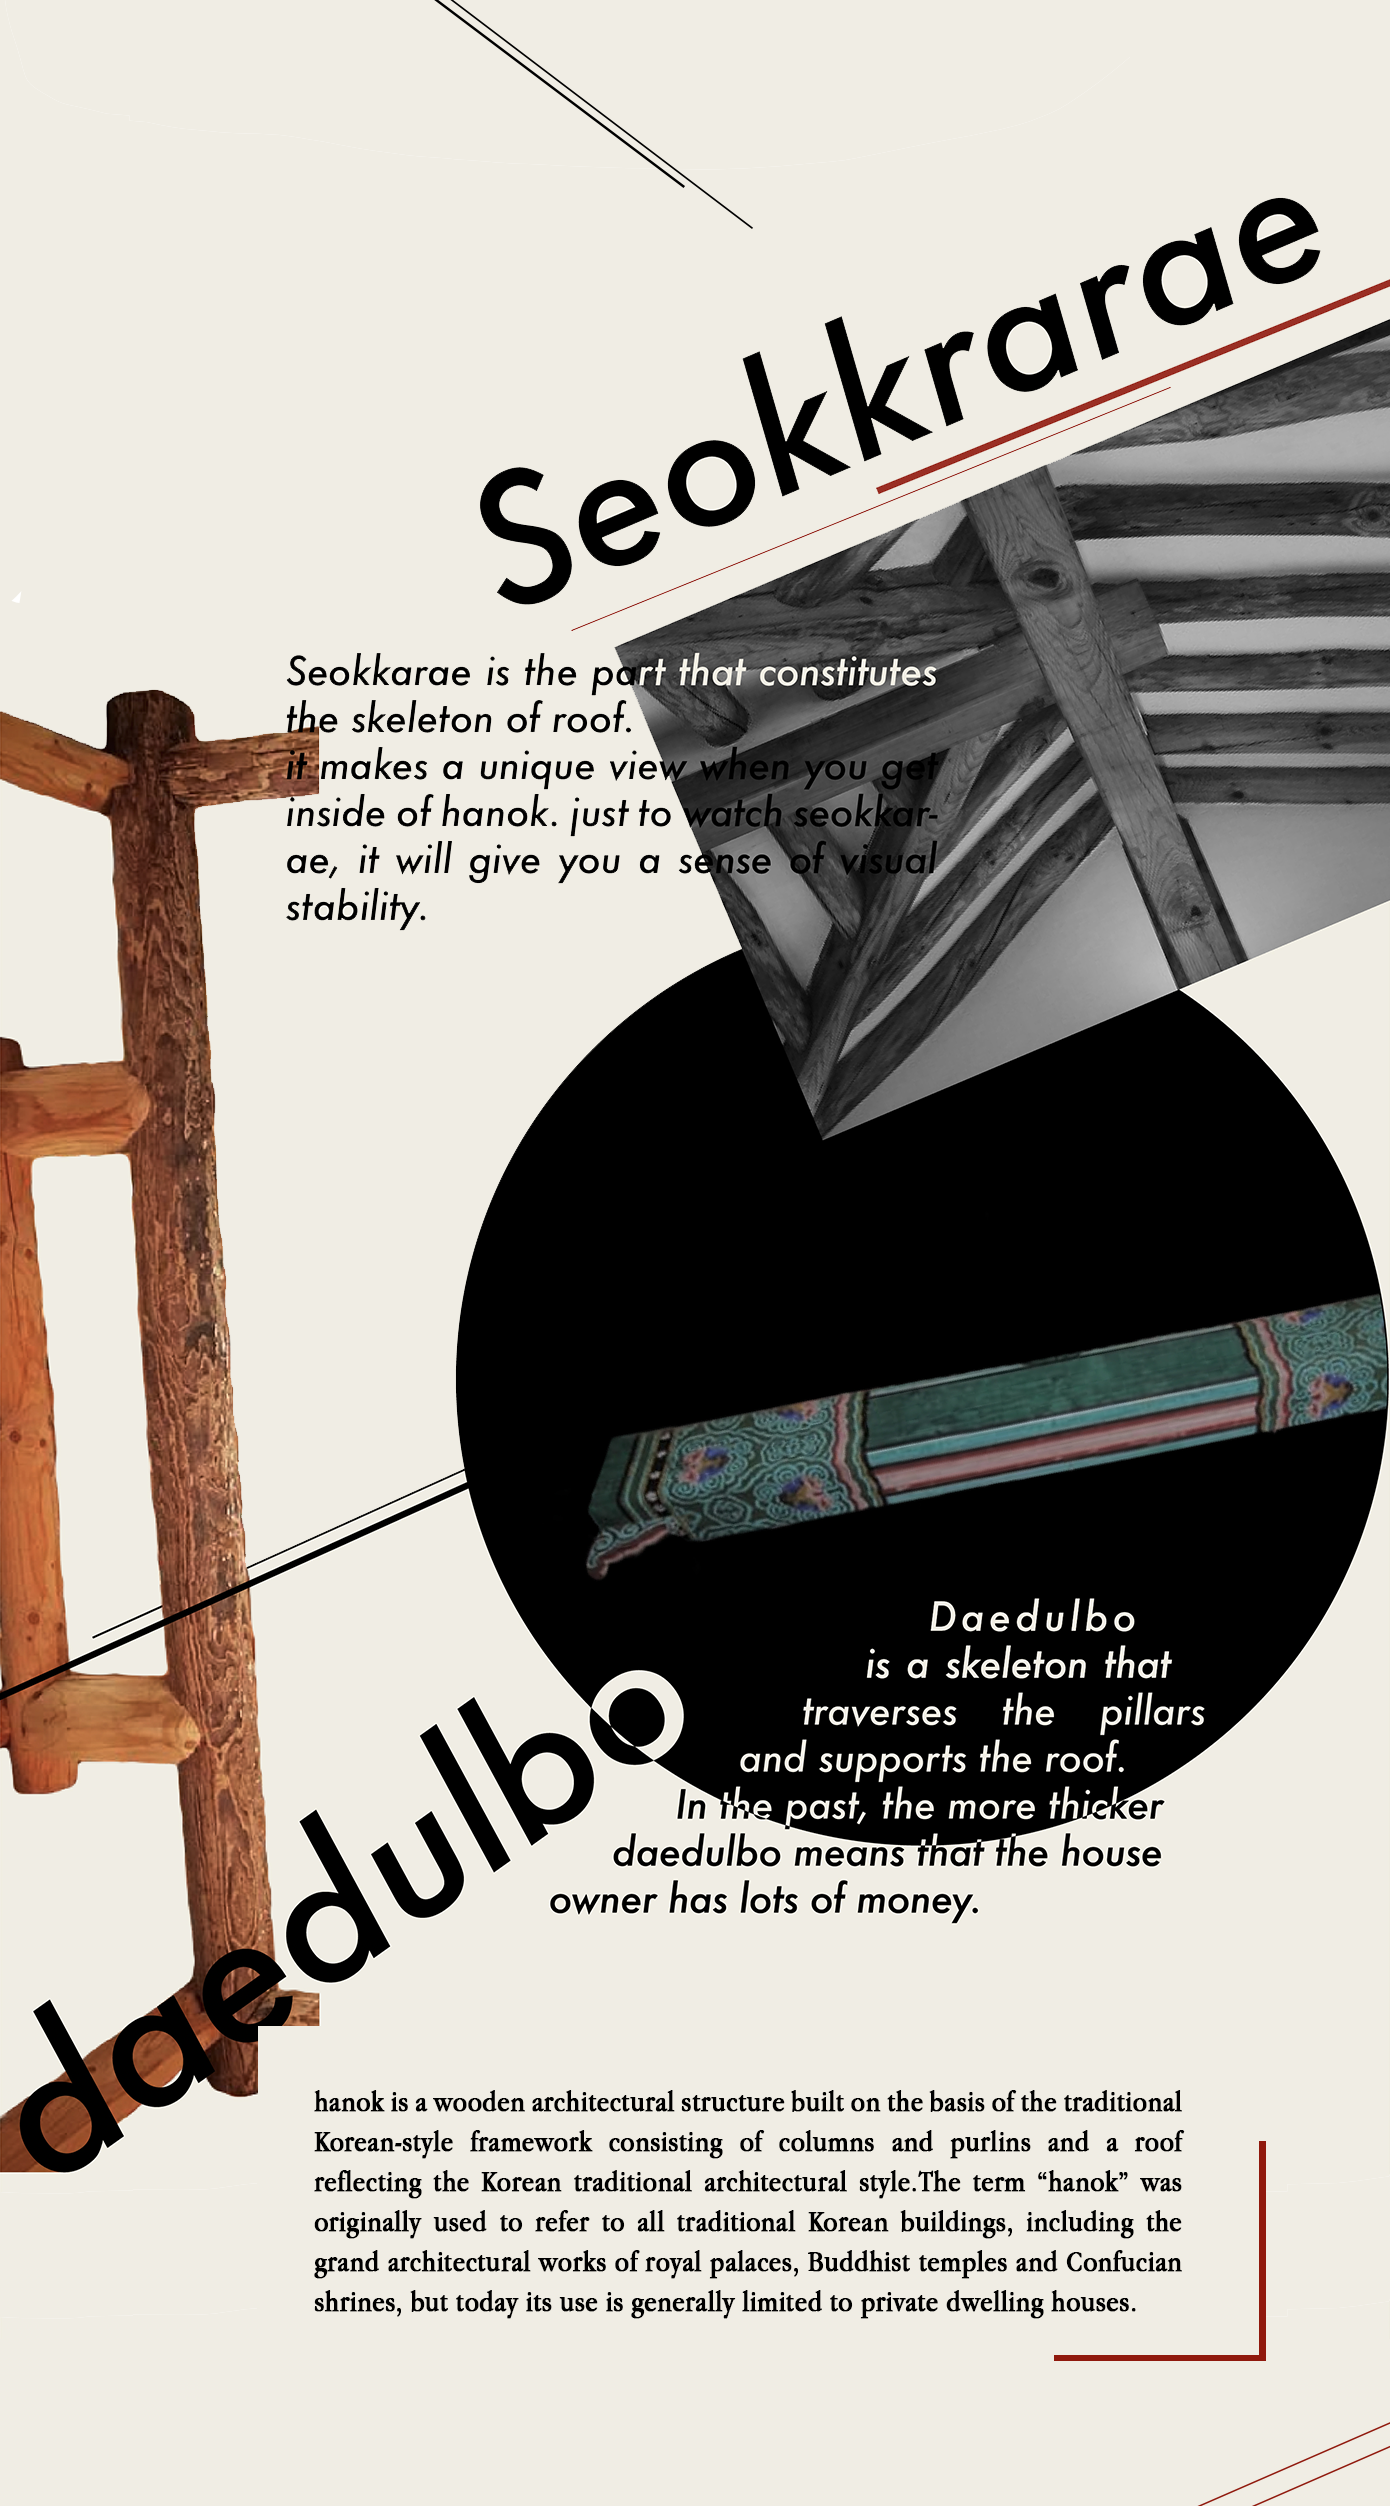 Seokkrarae
Seokkarae is the part that constitutes
the skeleton of roof.
it makes a unique view when you get
inside of hanok. just to watch seokkar-
ae, it will give you a sense of visual
stability.
Daedulbo
is a skeleton that
traverses the pillars
and supports the roof.
In the past, the more thicker
daedulbo means that the house
owner has lots of money.
daedulbo
hanok is a wooden architectural structure built on the basis of the traditional
Korean-style framework consisting of columns and purlins and a roof
reflecting the Korean traditional architectural style.The term “hanok” was
originally used to refer to all traditional Korean buildings, including the
grand architectural works of royal palaces, Buddhist temples and Confucian
shrines, but today its use is generally limited to private dwelling houses.